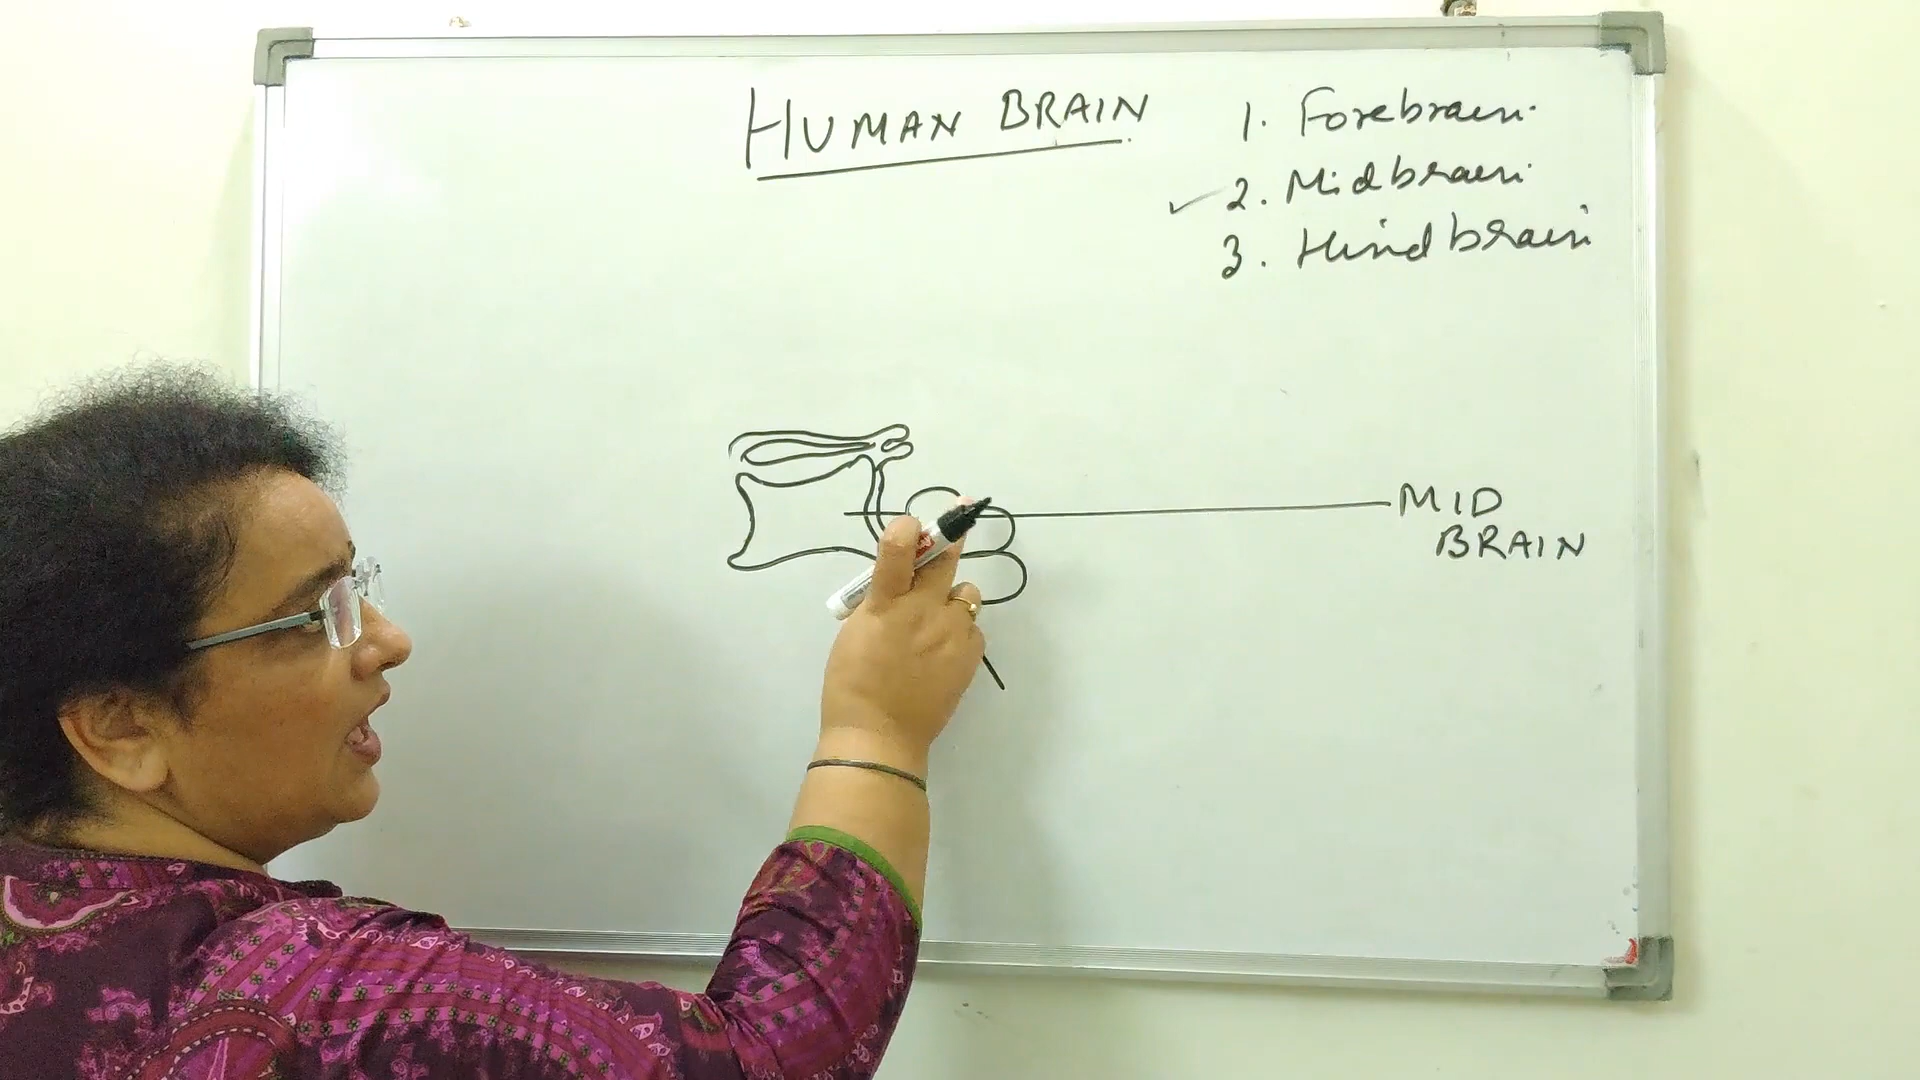 HUMAN BRAIN
1. Forebrain
2. Midbrain
3. Hindbrain
MID
BRAIN